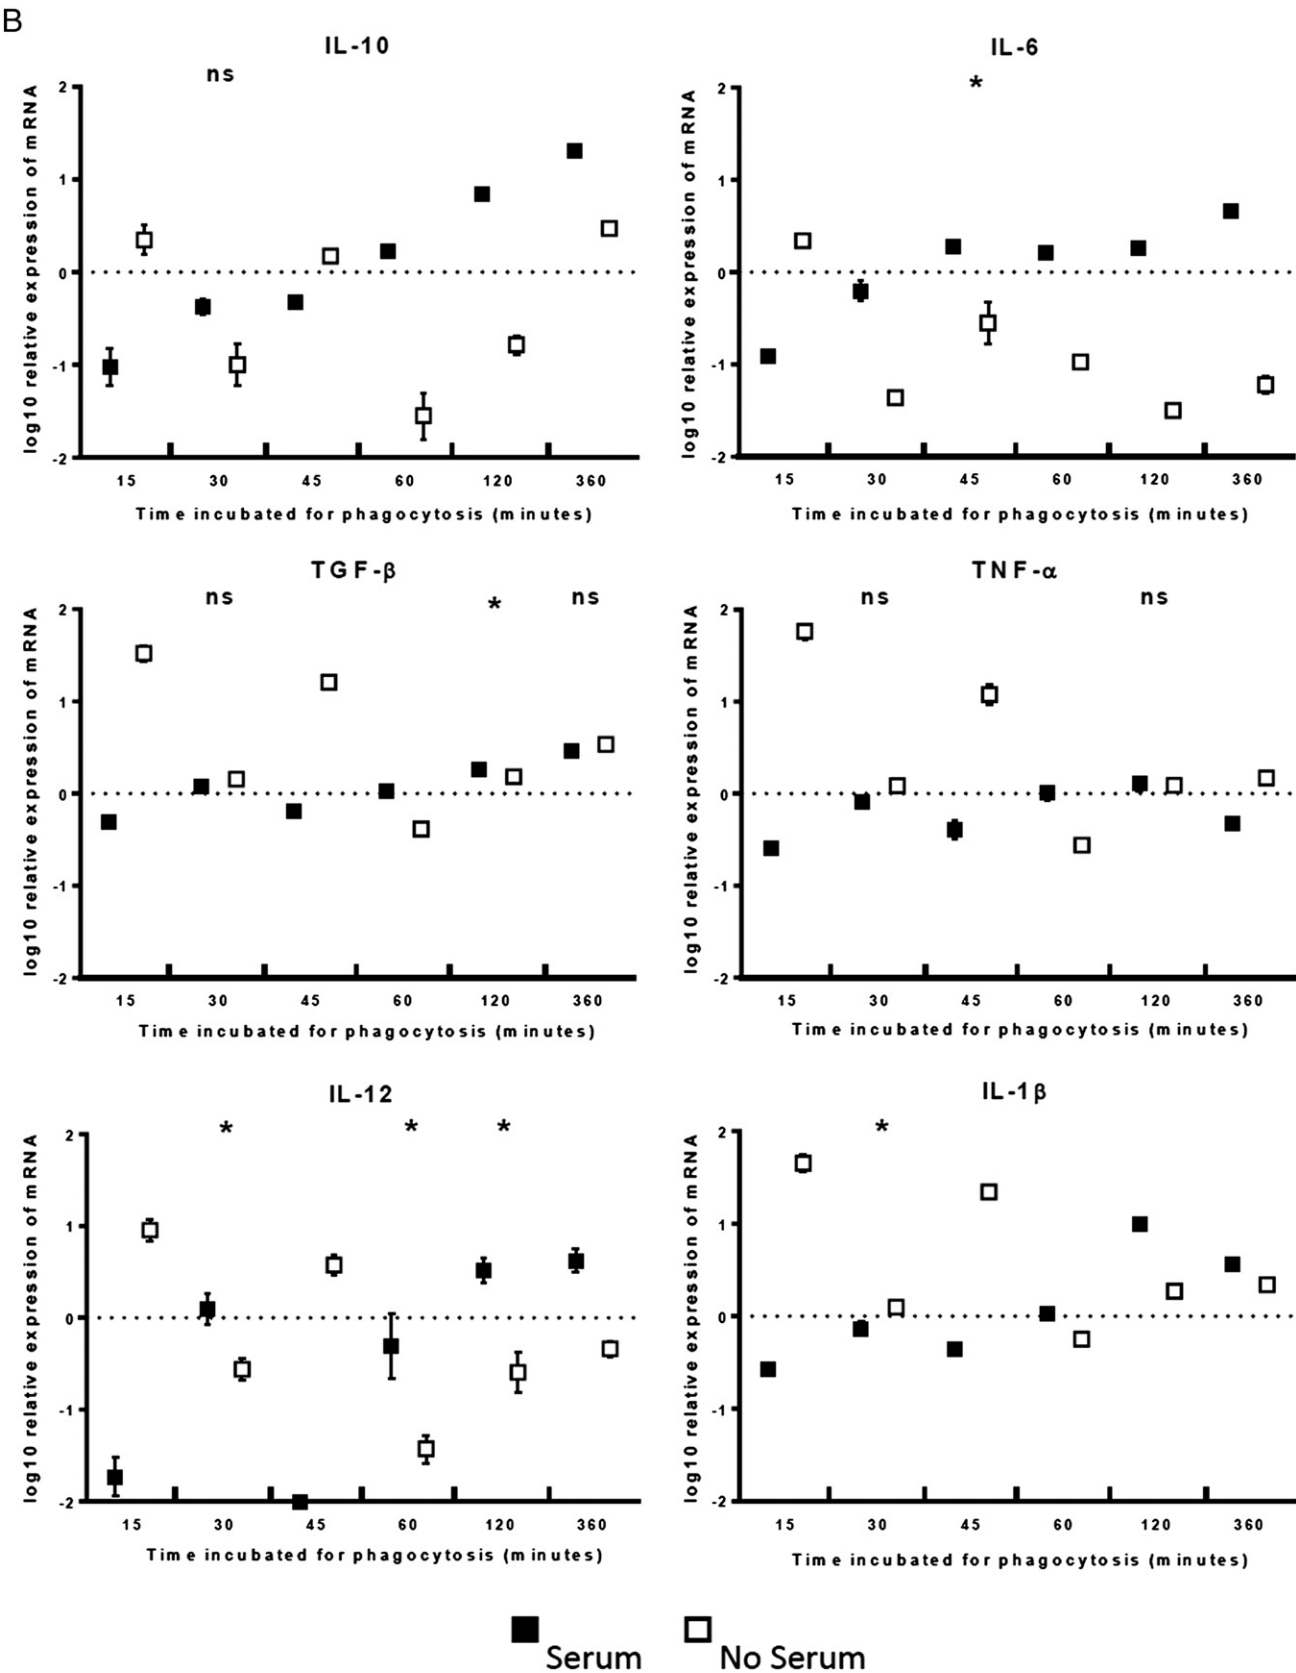 B
IL-10
ns
log10 relative expression of mRNA
2
1
0
-1
-2
15 30 45 60 120 360
Time incubated for phagocytosis (minutes)
IL-6
*
log10 relative expression of mRNA
2
1
0
-1
-2
15 30 45 60 120 360
Time incubated for phagocytosis (minutes)
TGF-β
ns * ns
log10 relative expression of mRNA
2
1
0
-1
-2
15 30 45 60 120 360
Time incubated for phagocytosis (minutes)
TNF-α
ns ns
log10 relative expression of mRNA
2
1
0
-1
-2
15 30 45 60 120 360
Time incubated for phagocytosis (minutes)
IL-12
* * *
log10 relative expression of mRNA
2
1
0
-1
-2
15 30 45 60 120 360
Time incubated for phagocytosis (minutes)
IL-1β
*
log10 relative expression of mRNA
2
1
0
-1
-2
15 30 45 60 120 360
Time incubated for phagocytosis (minutes)
Serum No Serum